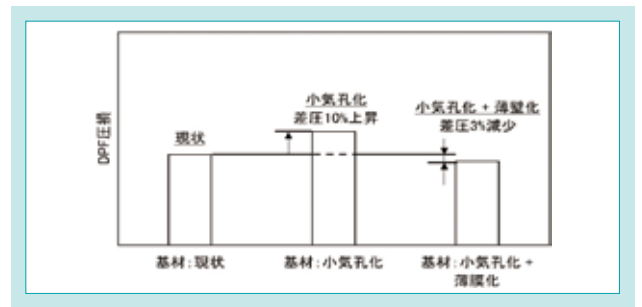 DPF圧損
現状
小気孔化
差圧10%上昇
小気孔化 + 薄壁化
差圧3%減少
基材:現状
基材:小気孔化
基材:小気孔化 +
薄膜化